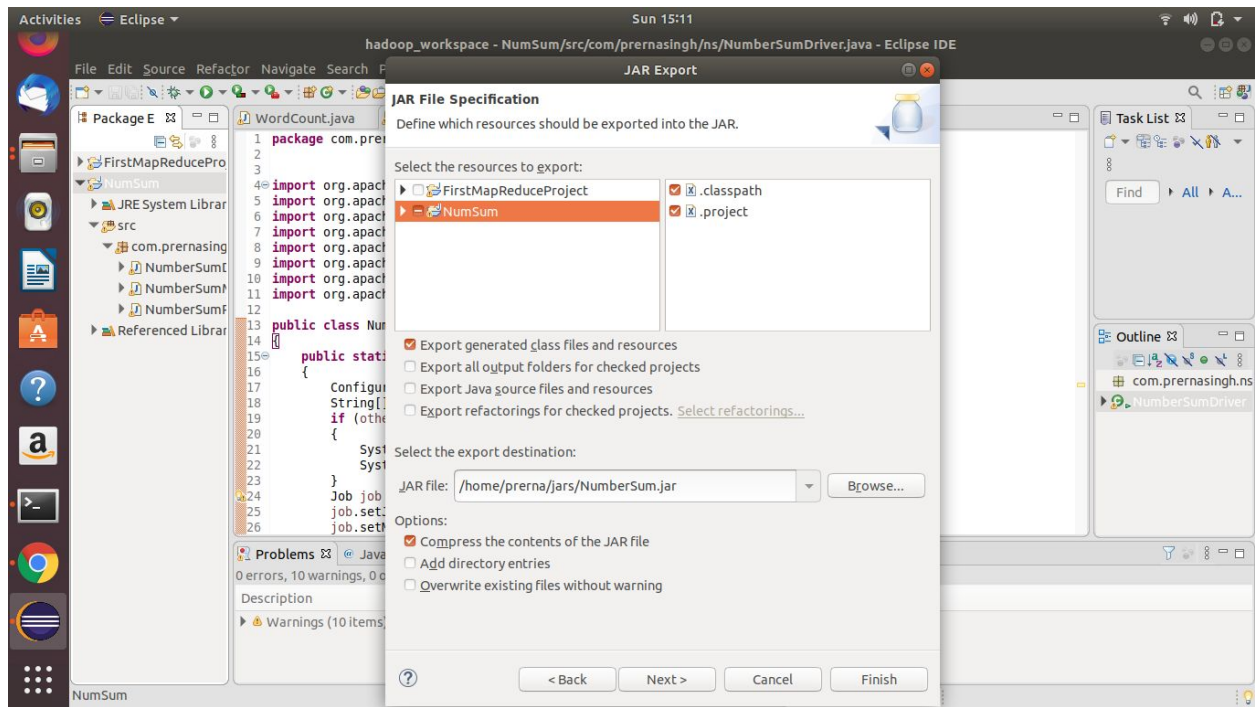 Activities Eclipse Sun 15:11
hadoop_workspace - NumSum/src/com/prernasingh/ns/NumberSumDriver.java - Eclipse IDE
File Edit Source Refactor Navigate Search
JAR Export
JAR File Specification
Define which resources should be exported into the JAR.
Select the resources to export:
FirstMapReduceProject
NumSum
.classpath
.project
Export generated class files and resources
Export all output folders for checked projects
Export Java source files and resources
Export refactorings for checked projects. Select refactorings...
Select the export destination:
JAR file: /home/prerna/jars/NumberSum.jar Browse...
Options:
Compress the contents of the JAR file
Add directory entries
Overwrite existing files without warning
< Back Next > Cancel Finish
Package E
FirstMapReducePro
NumSum
JRE System Librar
src
com.prernasing
NumberSum
NumberSum
NumberSum
Referenced Librar
WordCount.java
1 package com.prer
2
3
4 import org.apach
5 import org.apach
6 import org.apach
7 import org.apach
8 import org.apach
9 import org.apach
10 import org.apach
11 import org.apach
12
13 public class Num
14 {
15 public stati
16 {
17 Configur
18 String[]
19 if (othe
20 {
21 Syst
22 Syst
23 }
24 Job job
25 job.setJ
26 job.setM
Problems Java
0 errors, 10 warnings, 0 o
Description
Warnings (10 items)
Task List
Find All A...
Outline
com.prernasingh.ns
NumberSumDriver
NumSum